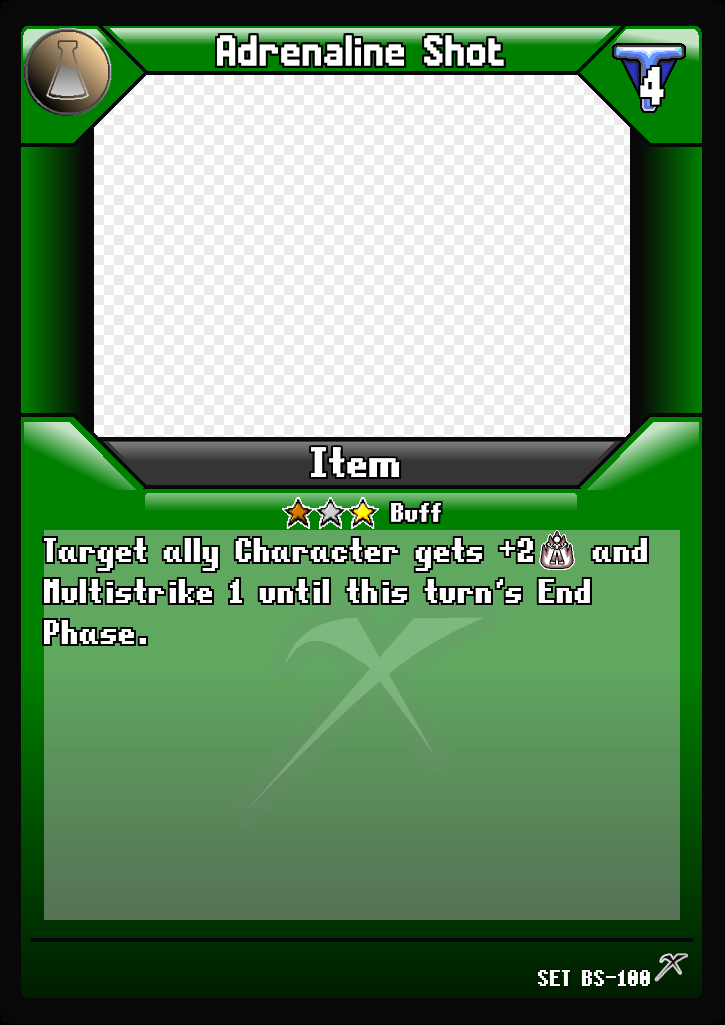 Adrenaline Shot
4
Item
Buff
Target ally Character gets +2 and
Multistrike 1 until this turn's End
Phase.
SET BS-100